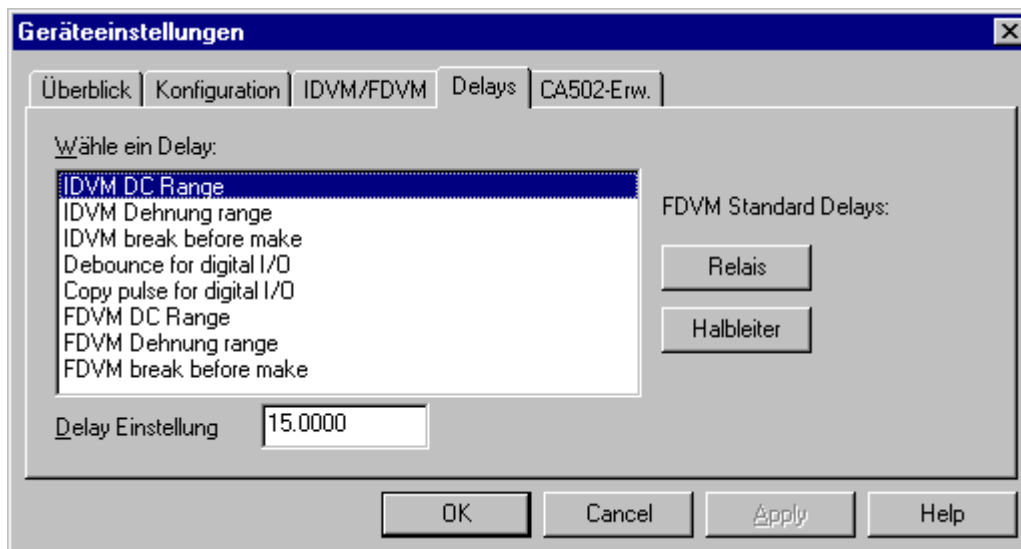 Geräteeinstellungen
Überblick Konfiguration IDVM/FDVM Delays CA502-Erw.
Wähle ein Delay:
IDVM DC Range
IDVM Dehnung range
IDVM break before make
Debounce for digital I/O
Copy pulse for digital I/O
FDVM DC Range
FDVM Dehnung range
FDVM break before make
FDVM Standard Delays:
Relais
Halbleiter
Delay Einstellung 15.0000
OK Cancel Apply Help